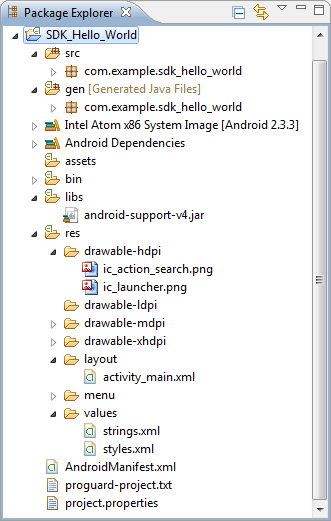 Package Explorer
SDK_Hello_World
src
com.example.sdk_hello_world
gen [Generated Java Files]
com.example.sdk_hello_world
Intel Atom x86 System Image [Android 2.3.3]
Android Dependencies
assets
bin
libs
android-support-v4.jar
res
drawable-hdpi
ic_action_search.png
ic_launcher.png
drawable-ldpi
drawable-mdpi
drawable-xhdpi
layout
activity_main.xml
menu
values
strings.xml
styles.xml
AndroidManifest.xml
proguard-project.txt
project.properties